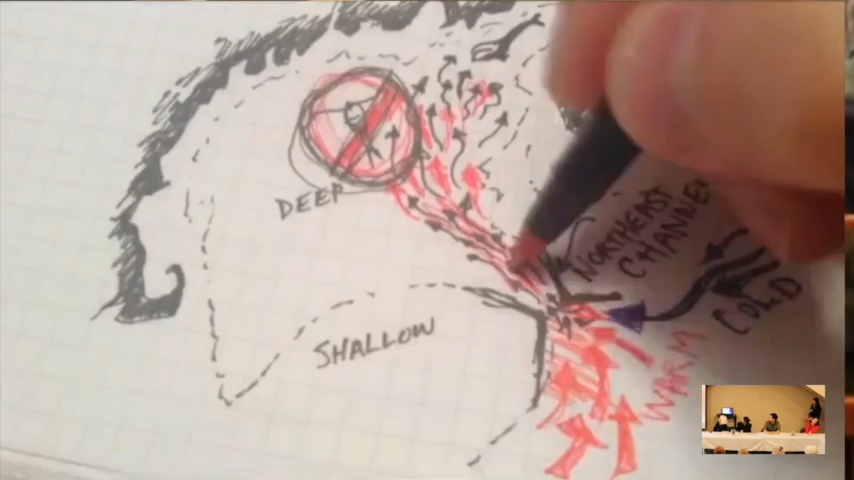 DEEP
NORTHEAST
CHANNEL
COLD
SHALLOW
WARM